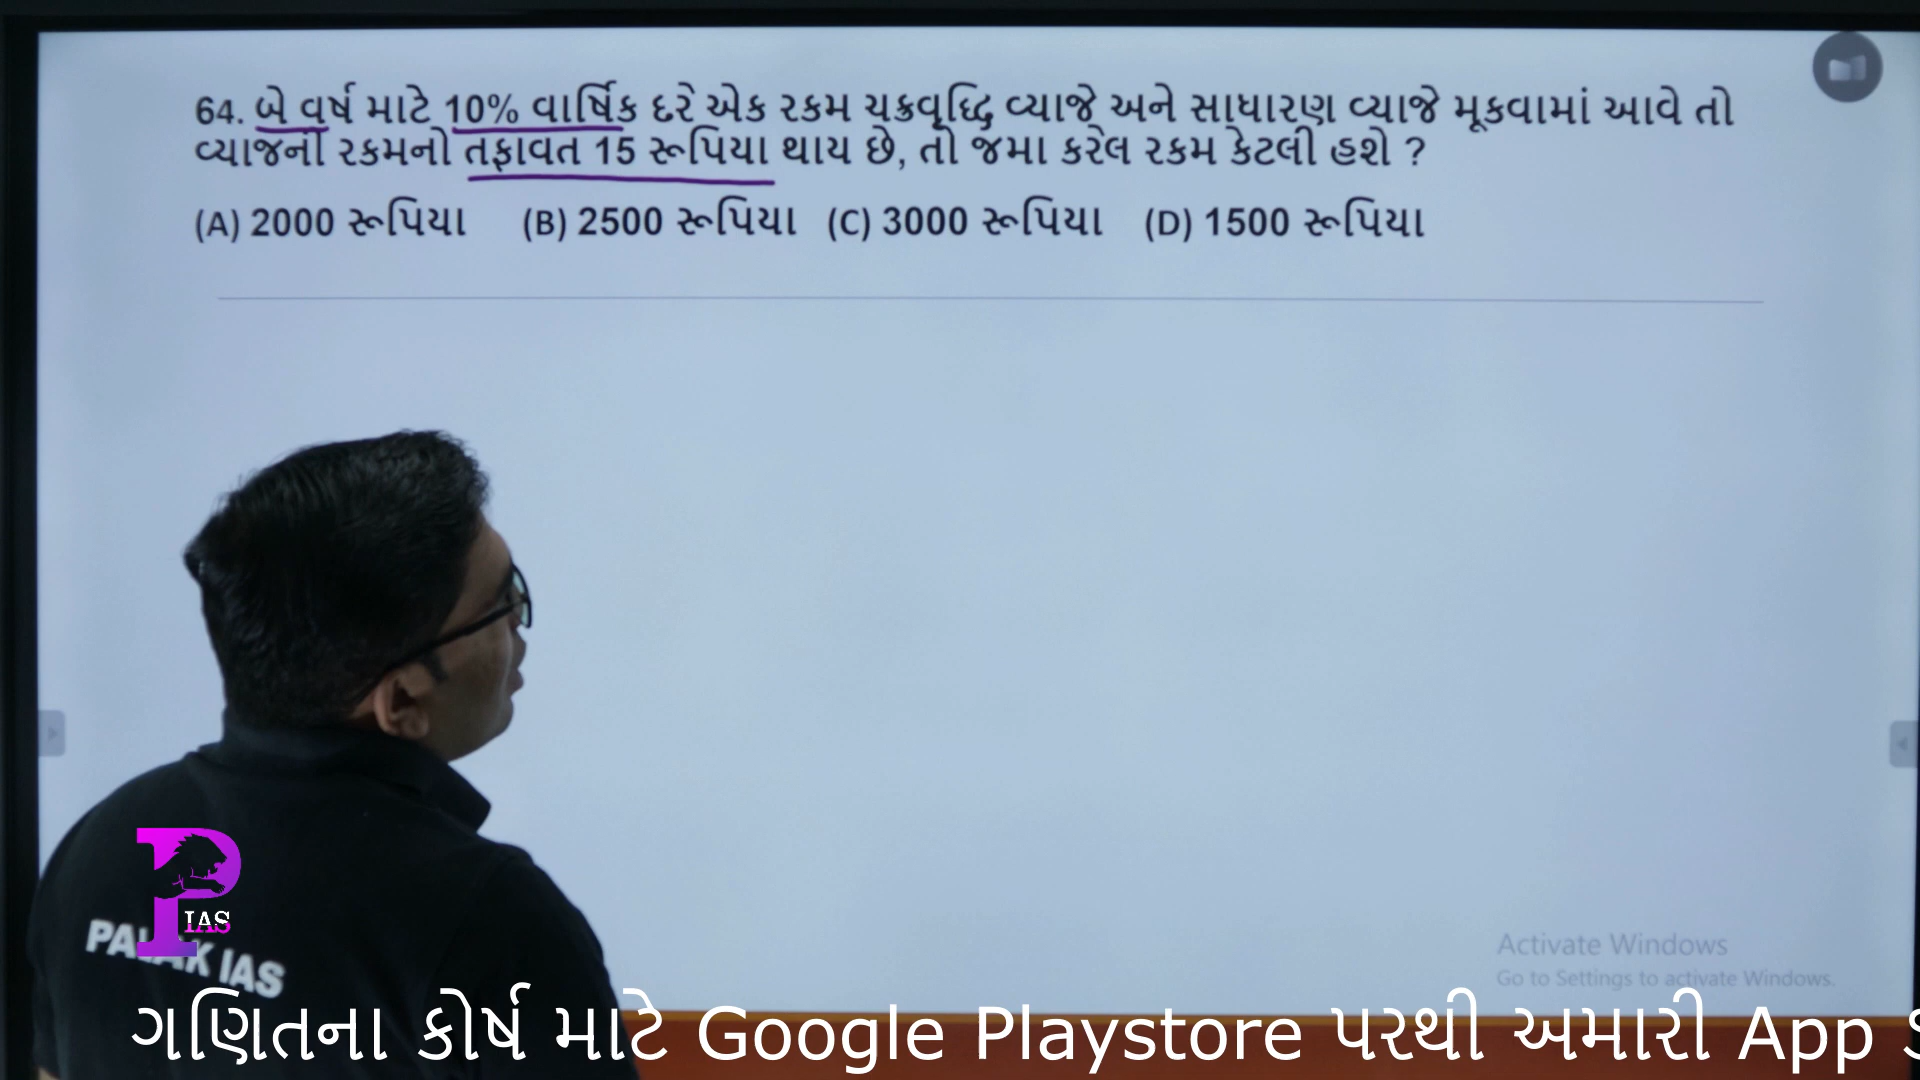 64. બે વર્ષ માટે 10% વાર્ષિક દરે એક રકમ ચક્રવૃધ્ધિ વ્યાજે અને સાધારણ વ્યાજે મૂકવામાં આવે તો
વ્યાજની રકમનો તફાવત 15 રૂપિયા થાય છે, તો જમા કરેલ રકમ કેટલી હશે ?
(A) 2000 રૂપિયા (B) 2500 રૂપિયા (C) 3000 રૂપિયા (D) 1500 રૂપિયા
IAS
IAS
Activate Windows
Go to Settings to activate Windows.
ગણિતના કોર્ષ માટે Google Playstore પરથી અમારી App